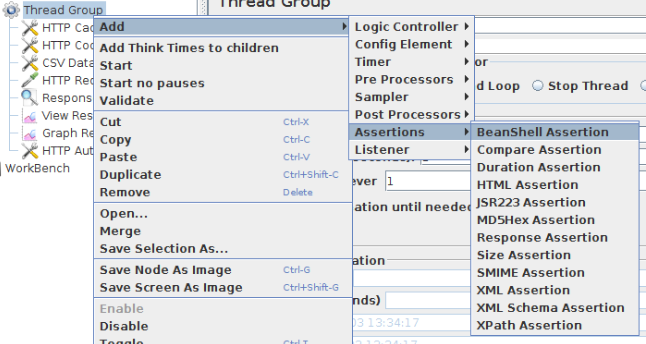 Thread Group
Thread Group
HTTP Cac
HTTP Coo
CSV Data
HTTP Rec
Respons
View Res
Graph Re
HTTP Aut
WorkBench
Add
Add Think Times to children
Start
Start no pauses
Validate
Cut Ctrl-X
Copy Ctrl-C
Paste Ctrl-V
Duplicate Ctrl+Shift-C
Remove Delete
Open...
Merge
Save Selection As...
Save Node As Image Ctrl-G
Save Screen As Image Ctrl+Shift-G
Enable
Disable
Toggle Ctrl-T
Logic Controller
Config Element
Timer
Pre Processors
Sampler
Post Processors
Assertions
Listener
BeanShell Assertion
Compare Assertion
Duration Assertion
HTML Assertion
JSR223 Assertion
MD5Hex Assertion
Response Assertion
Size Assertion
SMIME Assertion
XML Assertion
XML Schema Assertion
XPath Assertion
or
d Loop Stop Thread
ever 1
ation until needed
ation
nds)
03 13:34:17